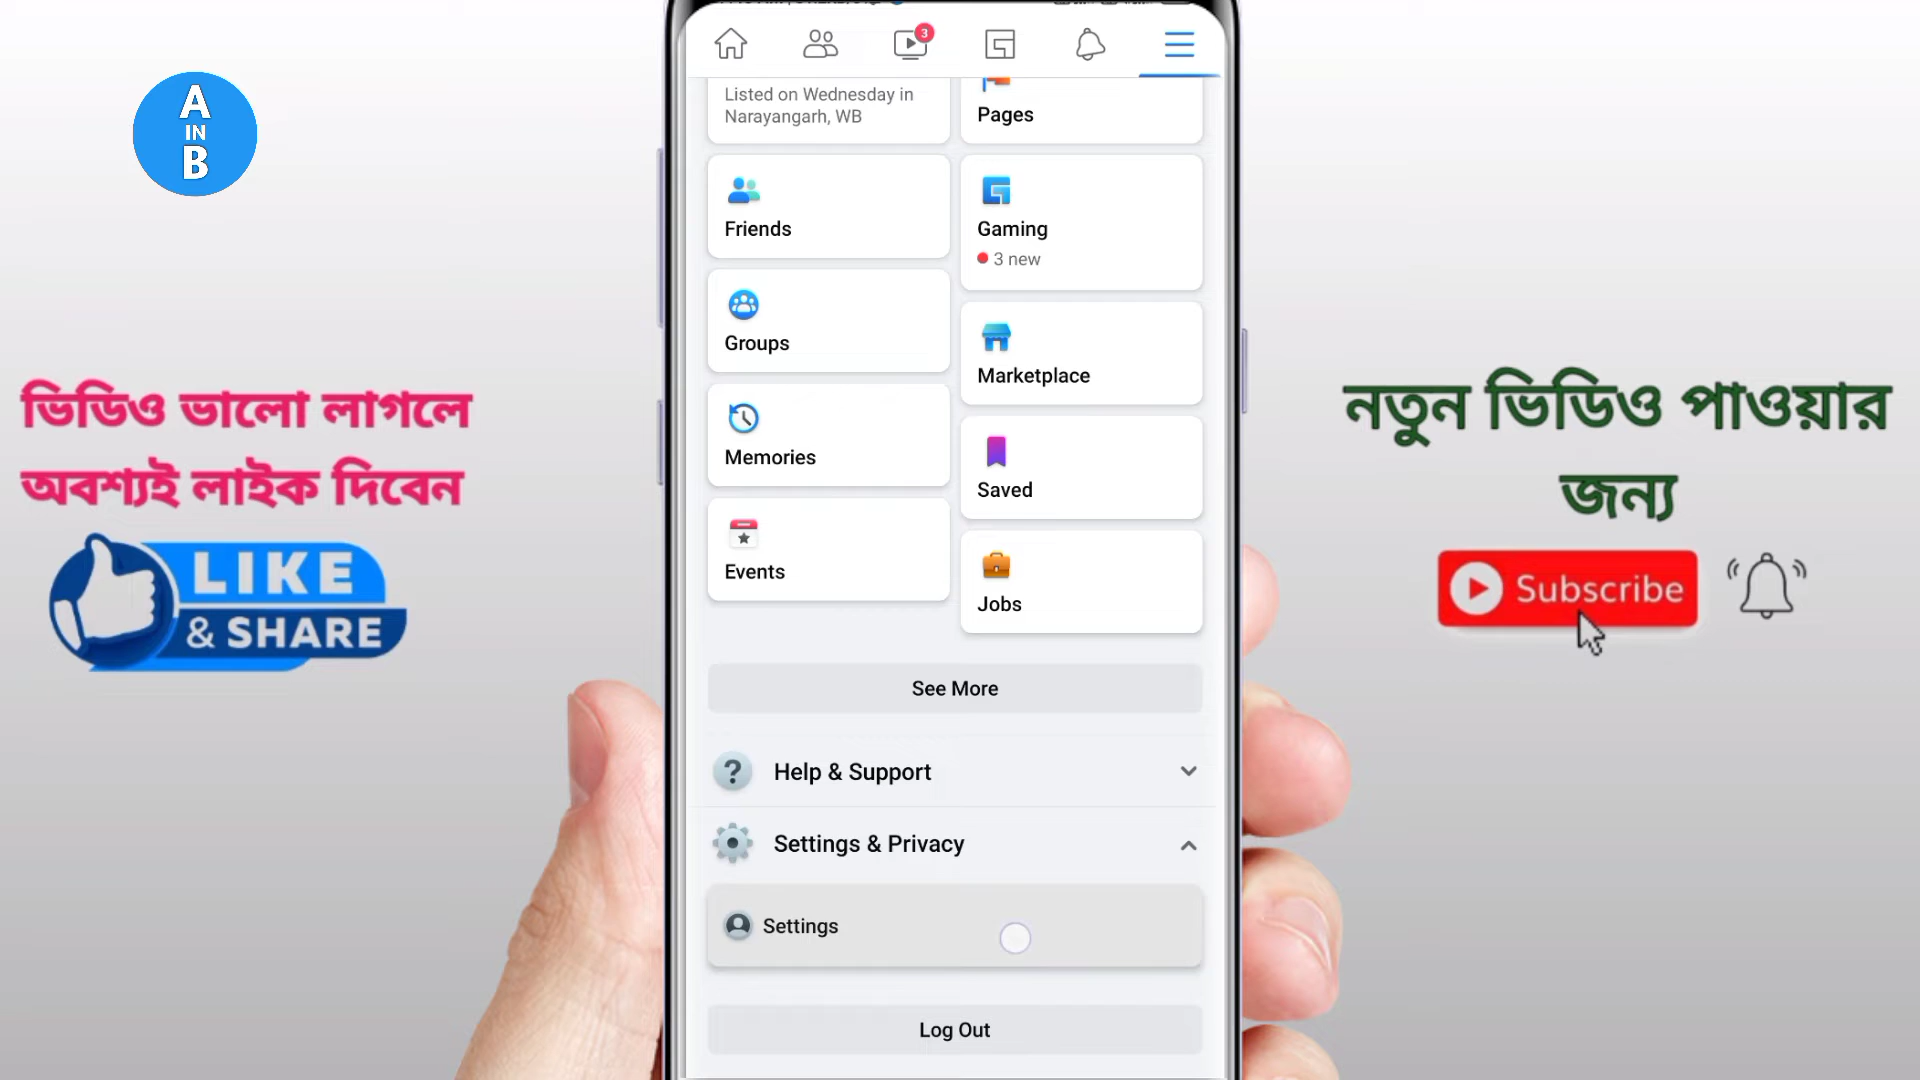 A
IN
B
3
Listed on Wednesday in
Narayangarh, WB
Pages
Friends
Gaming
3 new
Groups
Marketplace
Memories
Saved
Events
Jobs
See More
Help & Support
Settings & Privacy
Settings
Log Out
ভিডিও ভালো লাগলে
অবশ্যই লাইক দিবেন
LIKE
& SHARE
নতুন ভিডিও পাওয়ার
জন্য
Subscribe